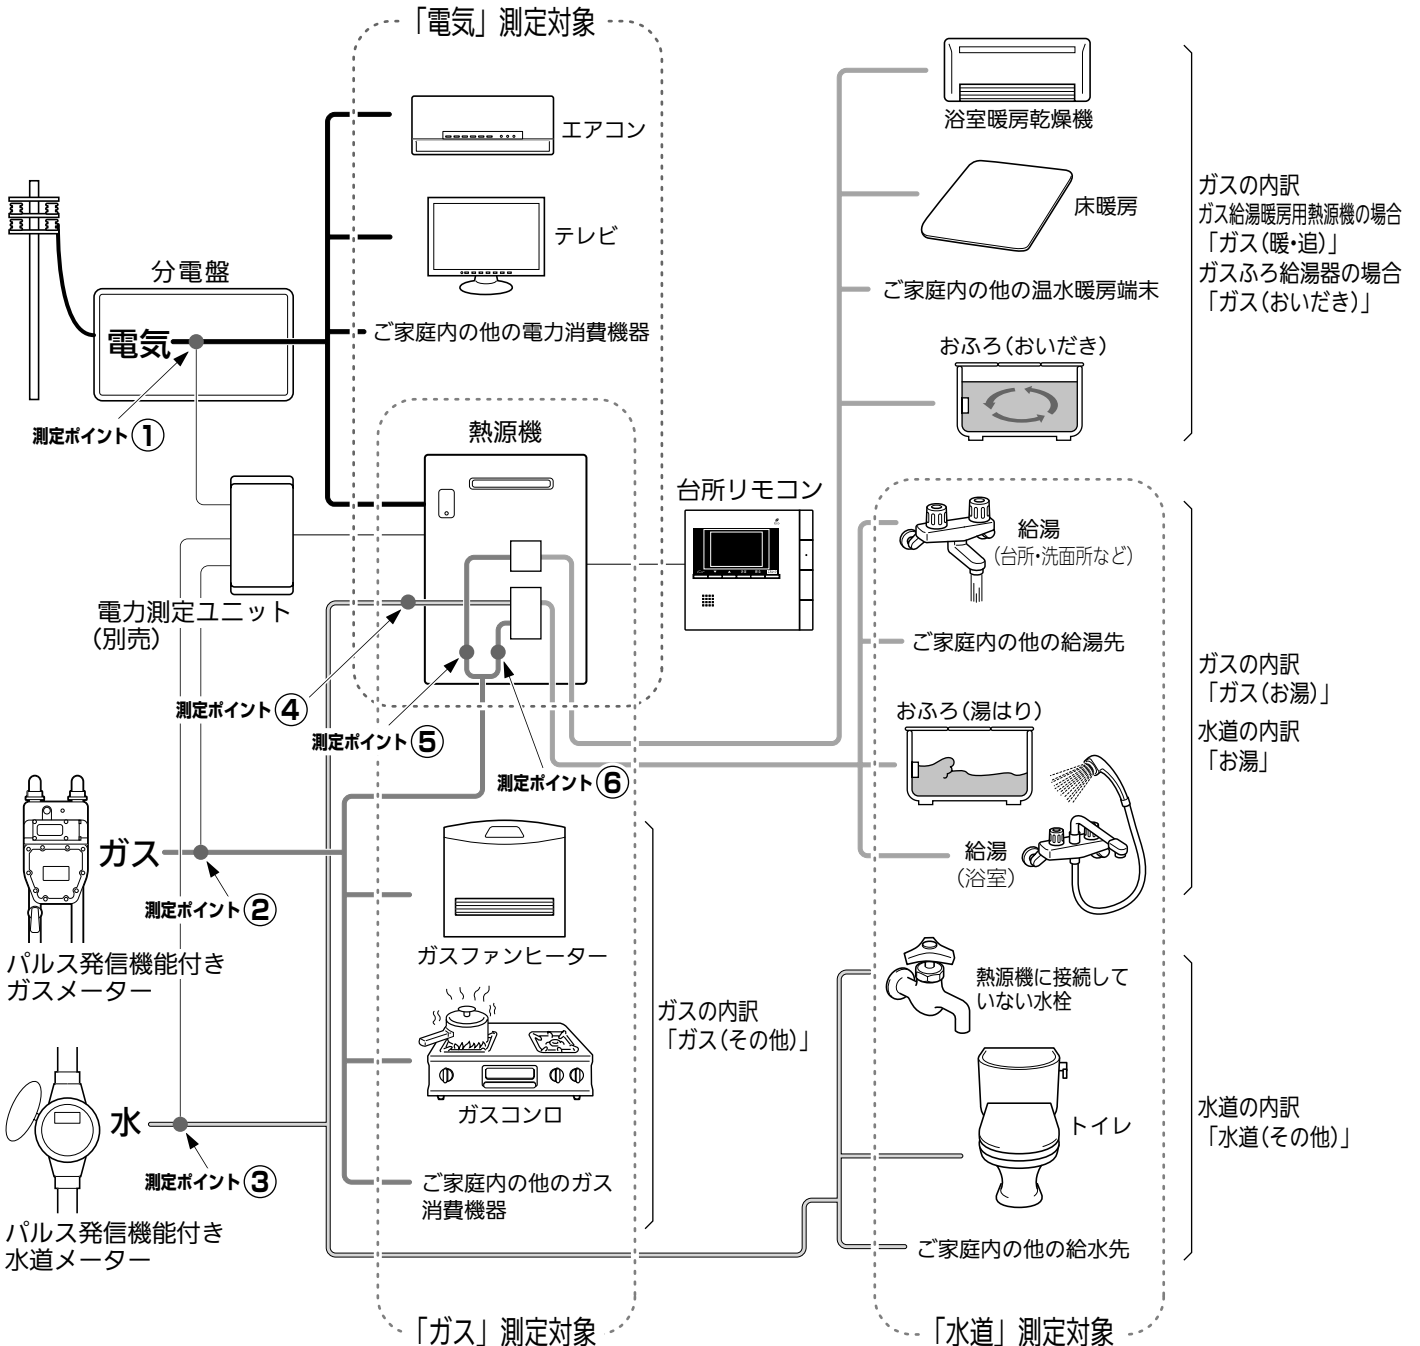 「電気」測定対象
エアコン
テレビ
ご家庭内の他の電力消費機器
分電盤
電気
測定ポイント①
熱源機
台所リモコン
電力測定ユニット
(別売)
測定ポイント④
測定ポイント⑤
測定ポイント⑥
ガス
測定ポイント②
パルス発信機能付き
ガスメーター
水
測定ポイント③
パルス発信機能付き
水道メーター
ガスファンヒーター
ガスコンロ
ご家庭内の他のガス
消費機器
ガスの内訳
「ガス(その他)」
「ガス」測定対象
浴室暖房乾燥機
床暖房
ご家庭内の他の温水暖房端末
おふろ(おいだき)
ガスの内訳
ガス給湯暖房用熱源機の場合
「ガス(暖・追)」
ガスふろ給湯器の場合
「ガス(おいだき)」
給湯
(台所・洗面所など)
ご家庭内の他の給湯先
おふろ(湯はり)
給湯
(浴室)
ガスの内訳
「ガス(お湯)」
水道の内訳
「お湯」
熱源機に接続して
いない水栓
トイレ
ご家庭内の他の給水先
水道の内訳
「水道(その他)」
「水道」測定対象